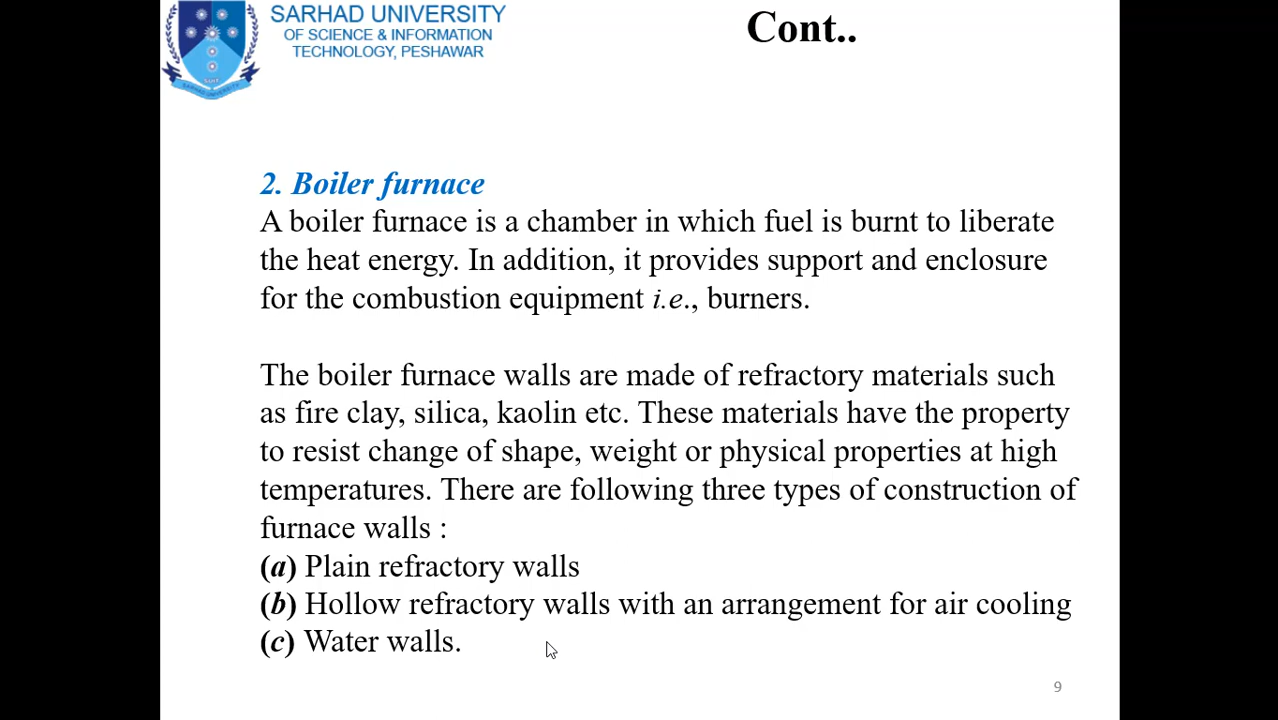 SARHAD UNIVERSITY
OF SCIENCE & INFORMATION
TECHNOLOGY, PESHAWAR
Cont..
2. Boiler furnace
A boiler furnace is a chamber in which fuel is burnt to liberate
the heat energy. In addition, it provides support and enclosure
for the combustion equipment i.e., burners.
The boiler furnace walls are made of refractory materials such
as fire clay, silica, kaolin etc. These materials have the property
to resist change of shape, weight or physical properties at high
temperatures. There are following three types of construction of
furnace walls :
(a) Plain refractory walls
(b) Hollow refractory walls with an arrangement for air cooling
(c) Water walls.
9